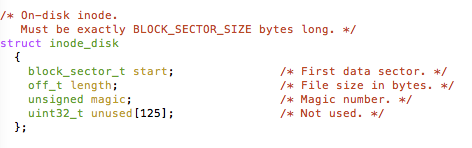 /* On-disk inode.
   Must be exactly BLOCK_SECTOR_SIZE bytes long. */
struct inode_disk
  {
    block_sector_t start;               /* First data sector. */
    off_t length;                       /* File size in bytes. */
    unsigned magic;                     /* Magic number. */
    uint32_t unused[125];               /* Not used. */
  };